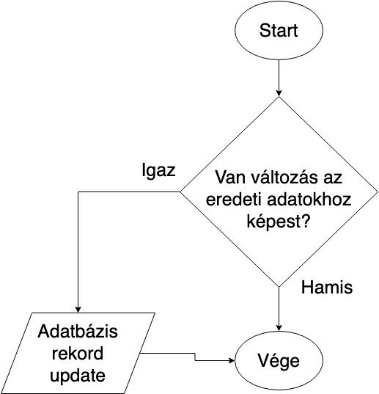 Start
Igaz
Van változás az
eredeti adatokhoz
képest?
Hamis
Adatbázis
rekord
update
Vége